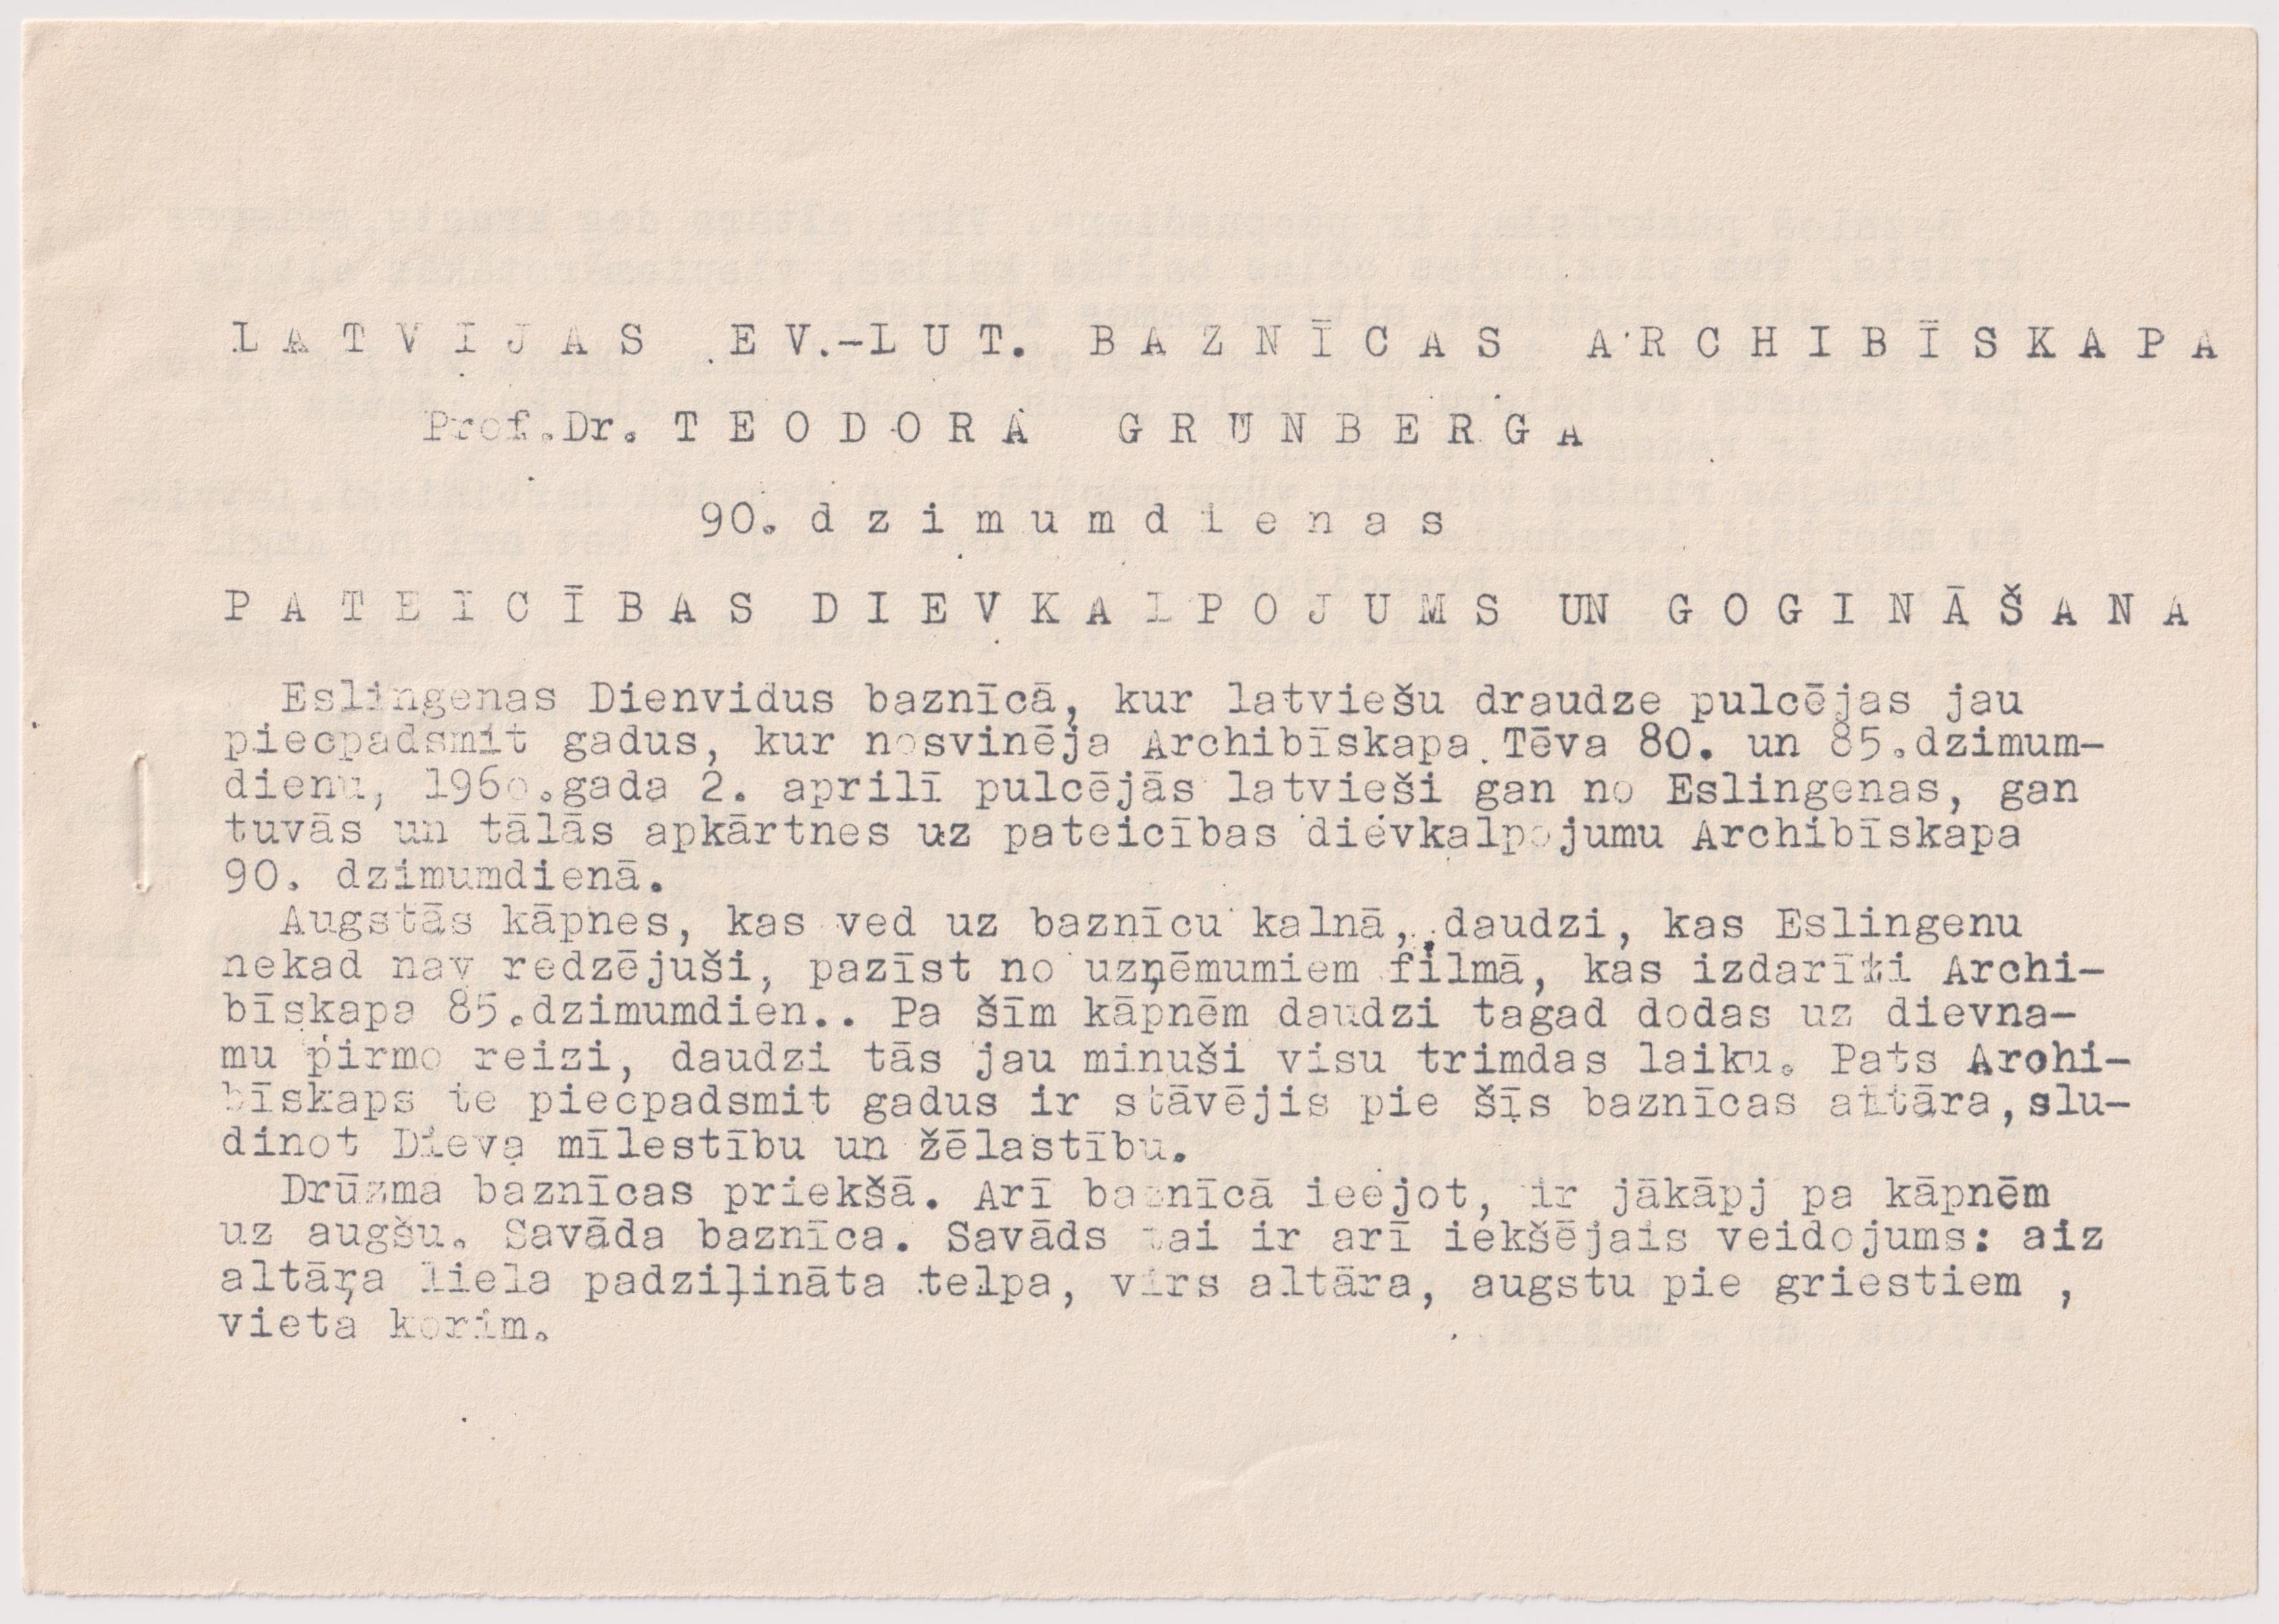 LATVIJAS EV.-LUT. BAZNĪCAS ARCHIBĪSKAPA
Prof.Dr. TEODORA GRŪNBERGA
90. dzimumdienas
PATEICĪBAS DIEVKALPOJUMS UN GOGINĀŠANA
Eslingenas Dienvidus baznīcā, kur latviešu draudze pulcējas jau
piecpadsmit gadus, kur nosvinēja Archibīskapa Tēva 80. un 85.dzimum-
dienu, 1960.gada 2. aprilī pulcējās latvieši gan no Eslingenas, gan
tuvās un tālās apkārtnes uz pateicības dievkalpojumu Archibīskapa
90. dzimumdienā.
Augstās kāpnes, kas ved uz baznīcu kalnā, daudzi, kas Eslingenu
nekad nav redzējuši, pazīst no uzņēmumiem filmā, kas izdarīti Archi-
bīskapa 85.dzimumdien.. Pa šīm kāpnēm daudzi tagad dodas uz dievna-
mu pirmo reizi, daudzi tās jau minuši visu trimdas laiku. Pats Archi-
bīskaps te piecpadsmit gadus ir stāvējis pie šīs baznīcas altāra, slu-
dinot Dieva mīlestību un žēlastību.
Drūzma baznīcas priekšā. Arī baznīcā ieejot, ir jākāpj pa kāpnēm
uz augšu. Savāda baznīca. Savāds tai ir arī iekšējais veidojums: aiz
altāŗa liela padziļināta telpa, virs altāra, augstu pie griestiem ,
vieta korim.